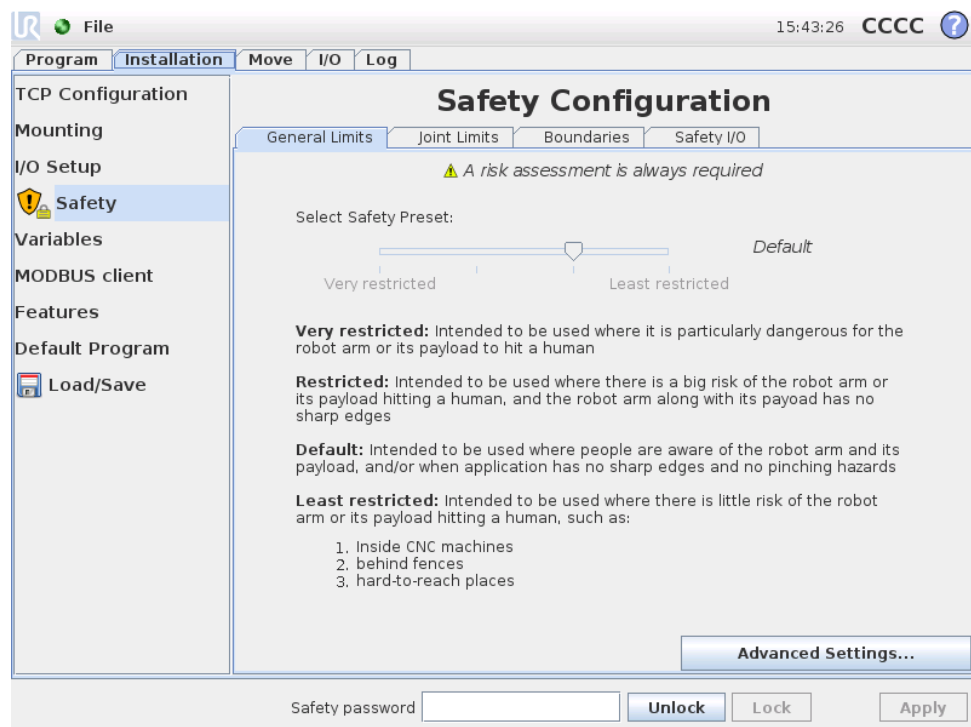 UR File 15:43:26 CCCC ?
Program Installation Move I/O Log
TCP Configuration
Mounting
I/O Setup
Safety
Variables
MODBUS client
Features
Default Program
Load/Save
Safety Configuration
General Limits Joint Limits Boundaries Safety I/O
A risk assessment is always required
Select Safety Preset:
Default
Very restricted Least restricted
Very restricted: Intended to be used where it is particularly dangerous for the
robot arm or its payload to hit a human
Restricted: Intended to be used where there is a big risk of the robot arm or
its payload hitting a human, and the robot arm along with its payoad has no
sharp edges
Default: Intended to be used where people are aware of the robot arm and its
payload, and/or when application has no sharp edges and no pinching hazards
Least restricted: Intended to be used where there is little risk of the robot
arm or its payload hitting a human, such as:
1. Inside CNC machines
2. behind fences
3. hard-to-reach places
Advanced Settings...
Safety password Unlock Lock Apply